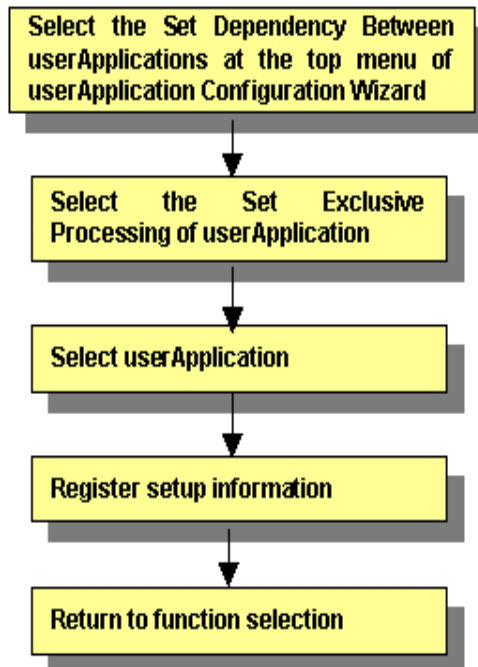 Select the Set Dependency Between
userApplications at the top menu of
userApplication Configuration Wizard
Select the Set Exclusive
Processing of userApplication
Select userApplication
Register setup information
Return to function selection